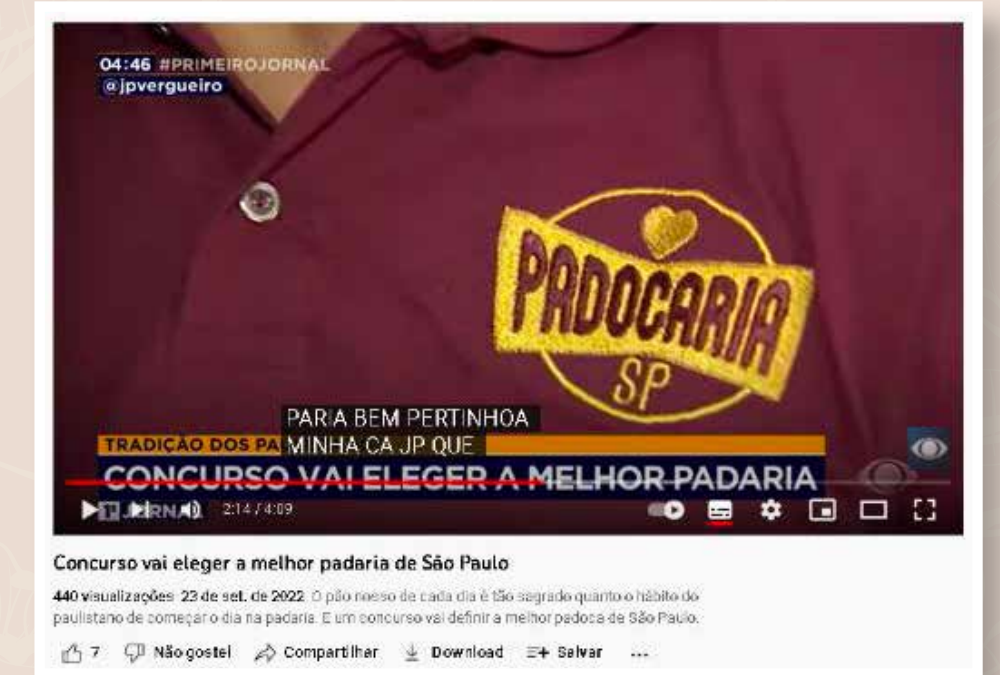 04:46 #PRIMEIROJORNAL
@jpvergueiro
PADOCARIA
SP
PARIA BEM PERTINHOA
MINHA CA JP QUE
TRADIÇÃO DOS PA
CONCURSO VAI ELEGER A MELHOR PADARIA
2:14 / 4:09
Concurso vai eleger a melhor padaria de São Paulo
440 visualizações 23 de set. de 2022 O pão nosso de cada dia é tão sagrado quanto o hábito do
paulistano de começar o dia na padaria. E um concurso vai definir a melhor padoca de São Paulo.
7 Não gostei Compartilhar Download Salvar ...